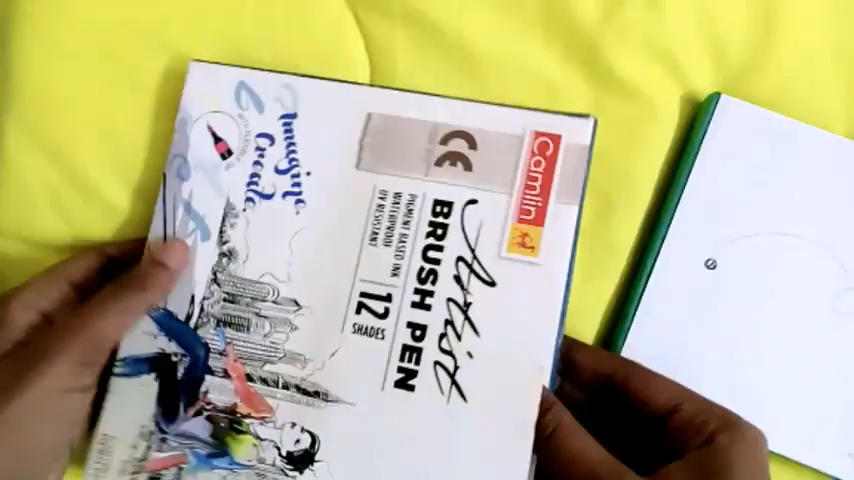 Camlin
CE
Artist
BRUSH PEN
PIGMENT BASED INK
WATERPROOF
UV RESISTANT
12
SHADES
Imagine
Create